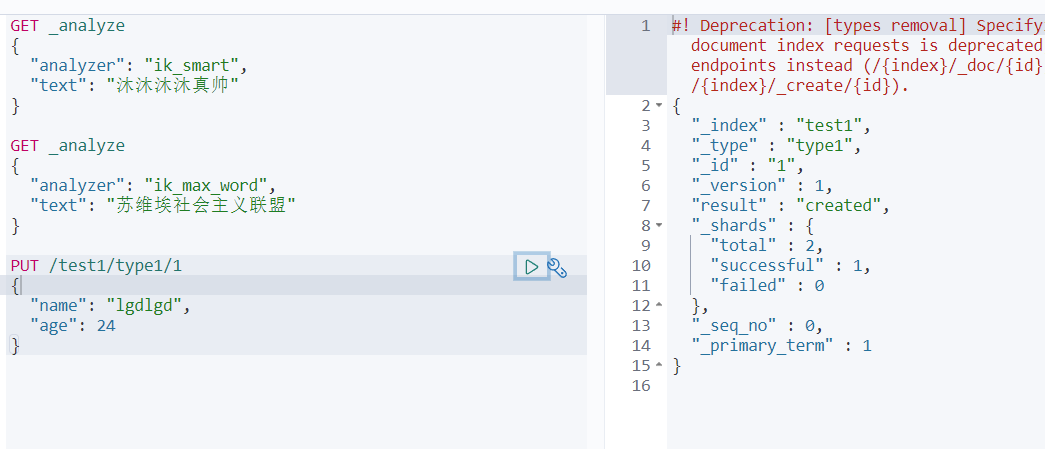 GET _analyze
{
  "analyzer": "ik_smart",
  "text": "沐沐沐沐真帅"
}
GET _analyze
{
  "analyzer": "ik_max_word",
  "text": "苏维埃社会主义联盟"
}
PUT /test1/type1/1
{
  "name": "lgdlgd",
  "age": 24
}
1 #! Deprecation: [types removal] Specify
document index requests is deprecated
endpoints instead (/{index}/_doc/{id}
/{index}/_create/{id}).
2 {
3   "_index" : "test1",
4   "_type" : "type1",
5   "_id" : "1",
6   "_version" : 1,
7   "result" : "created",
8   "_shards" : {
9     "total" : 2,
10     "successful" : 1,
11     "failed" : 0
12   },
13   "_seq_no" : 0,
14   "_primary_term" : 1
15 }
16